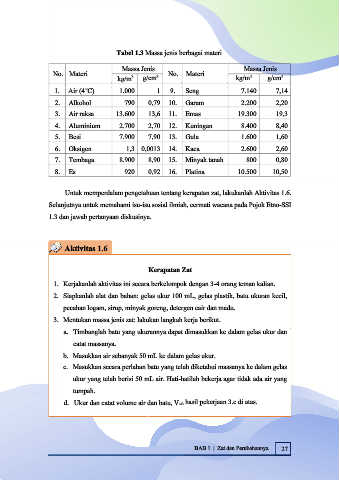 Tabel 1.3 Massa jenis berbagai materi
No. Materi Massa Jenis No. Materi Massa Jenis
kg/m³ g/cm³ kg/m³ g/cm³
1. Air (4°C) 1.000 1 9. Seng 7.140 7,14
2. Alkohol 790 0,79 10. Garam 2.200 2,20
3. Air raksa 13.600 13,6 11. Emas 19.300 19,3
4. Aluminium 2.700 2,70 12. Kuningan 8.400 8,40
5. Besi 7.900 7,90 13. Gula 1.600 1,60
6. Oksigen 1,3 0,0013 14. Kaca 2.600 2,60
7. Tembaga 8.900 8,90 15. Minyak tanah 800 0,80
8. Es 920 0,92 16. Platina 10.500 10,50
Untuk memperdalam pengetahuan tentang kerapatan zat, lakukanlah Aktivitas 1.6.
Selanjutnya untuk memahami isu-isu sosial ilmiah, cermati wacana pada Pojok Etno-SSI
1.3 dan jawab pertanyaan diskusinya.
Aktivitas 1.6
Kerapatan Zat
1. Kerjakanlah aktivitas ini secara berkelompok dengan 3-4 orang teman kalian.
2. Siapkanlah alat dan bahan: gelas ukur 100 mL, gelas plastik, batu ukuran kecil,
pecahan logam, sirup, minyak goreng, detergen cair dan madu.
3. Menentukan massa jenis zat: lakukan langkah kerja berikut.
a. Timbanglah batu yang ukurannya dapat dimasukkan ke dalam gelas ukur dan
catat massanya.
b. Masukkan air sebanyak 50 mL ke dalam gelas ukur.
c. Masukkan secara perlahan batu yang telah diketahui massanya ke dalam gelas
ukur yang telah berisi 50 mL air. Hati-hatilah bekerja agar tidak ada air yang
tumpah.
d. Ukur dan catat volume air dan batu, hasil pekerjaan 3.c di atas.
BAB 1 | Zat dan Perubahannya 27